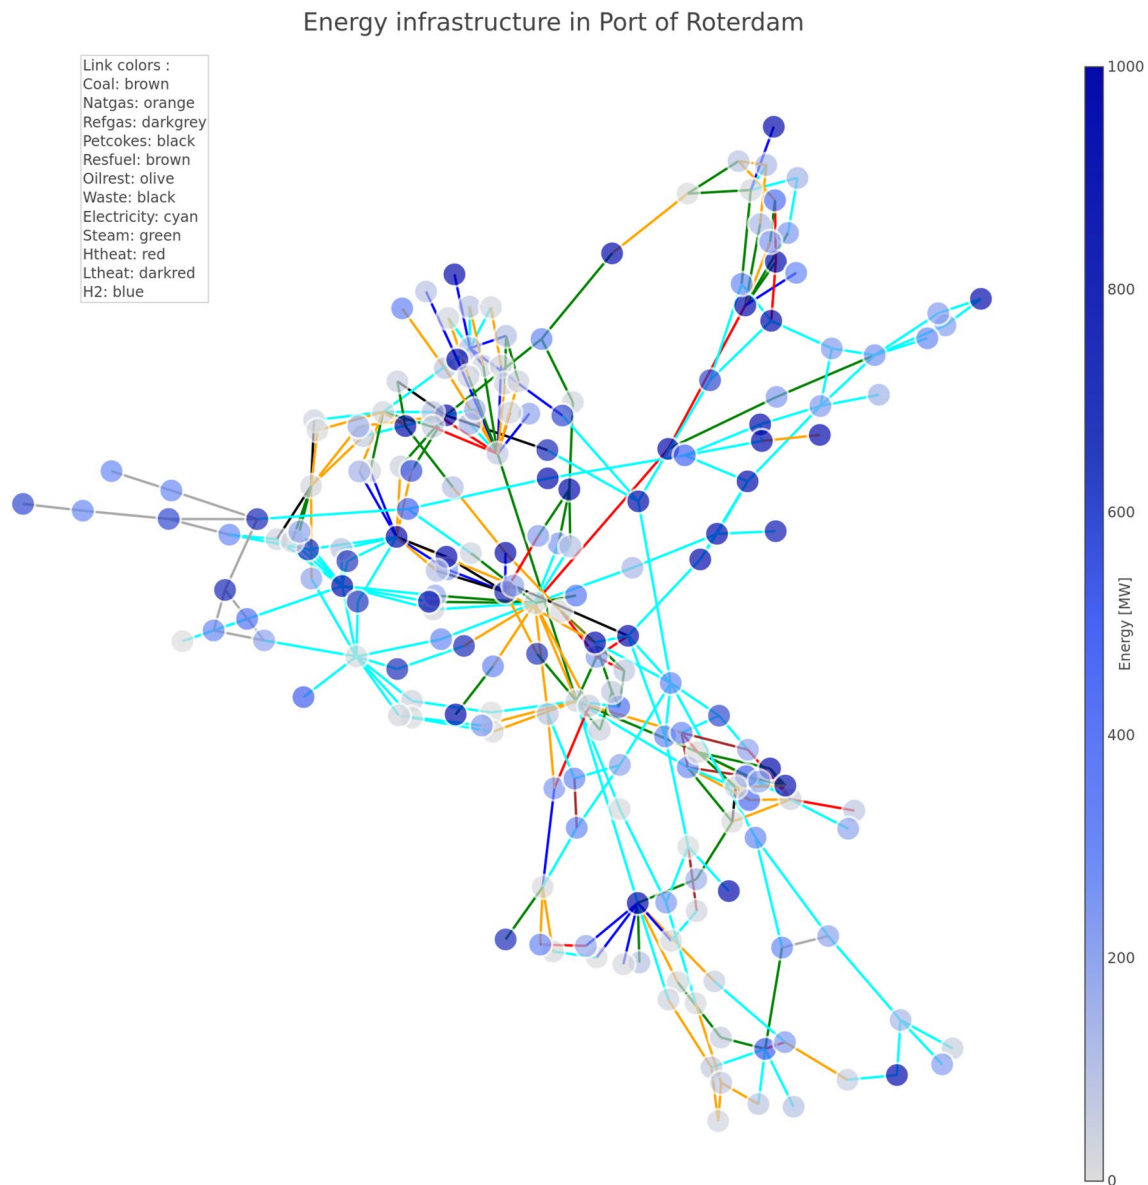 Energy infrastructure in Port of Roterdam
Link colors :
Coal: brown
Natgas: orange
Refgas: darkgrey
Petcokes: black
Resfuel: brown
Oilrest: olive
Waste: black
Electricity: cyan
Steam: green
Htheat: red
Ltheat: darkred
H2: blue
1000
800
600
400
200
0
Energy [MW]